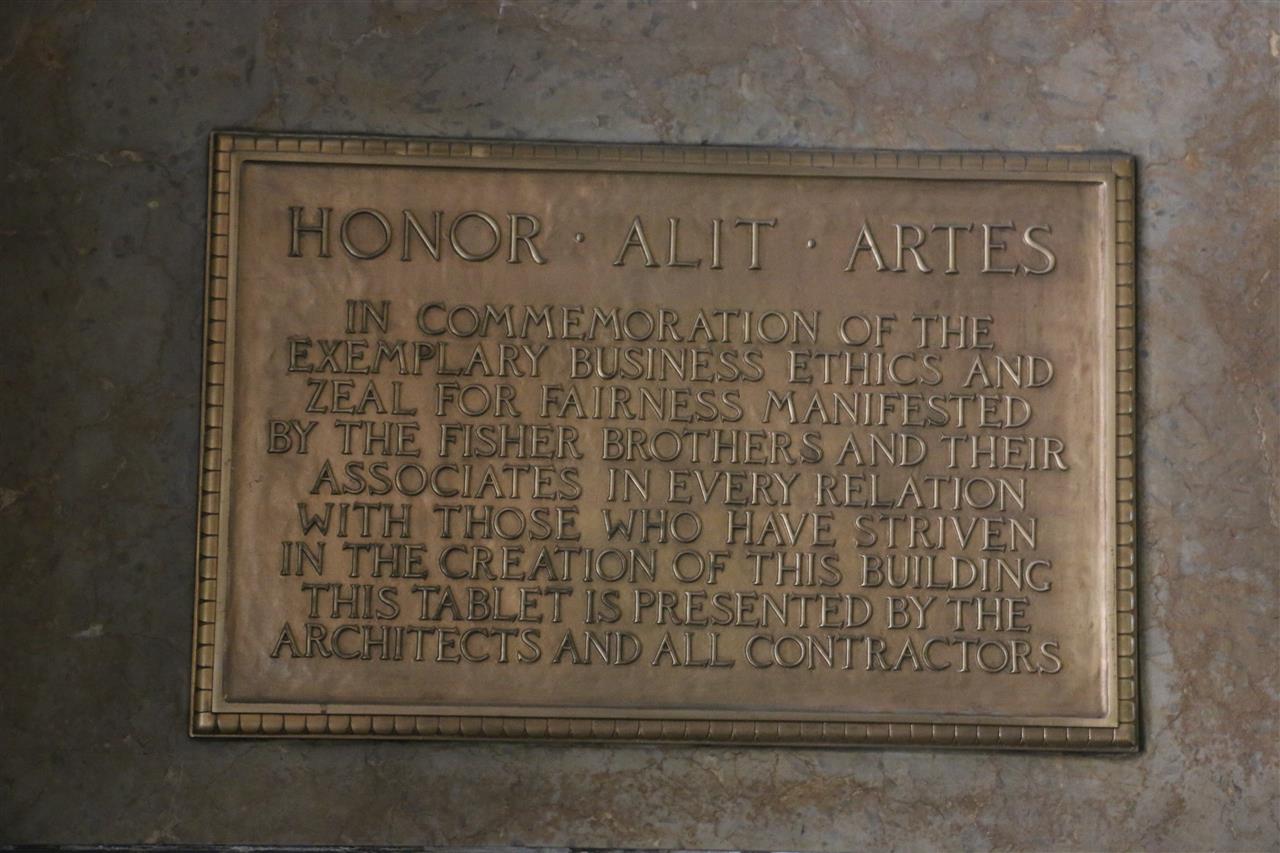 HONOR · ALIT · ARTES
IN COMMEMORATION OF THE
EXEMPLARY BUSINESS ETHICS AND
ZEAL FOR FAIRNESS MANIFESTED
BY THE FISHER BROTHERS AND THEIR
ASSOCIATES IN EVERY RELATION
WITH THOSE WHO HAVE STRIVEN
IN THE CREATION OF THIS BUILDING
THIS TABLET IS PRESENTED BY THE
ARCHITECTS AND ALL CONTRACTORS